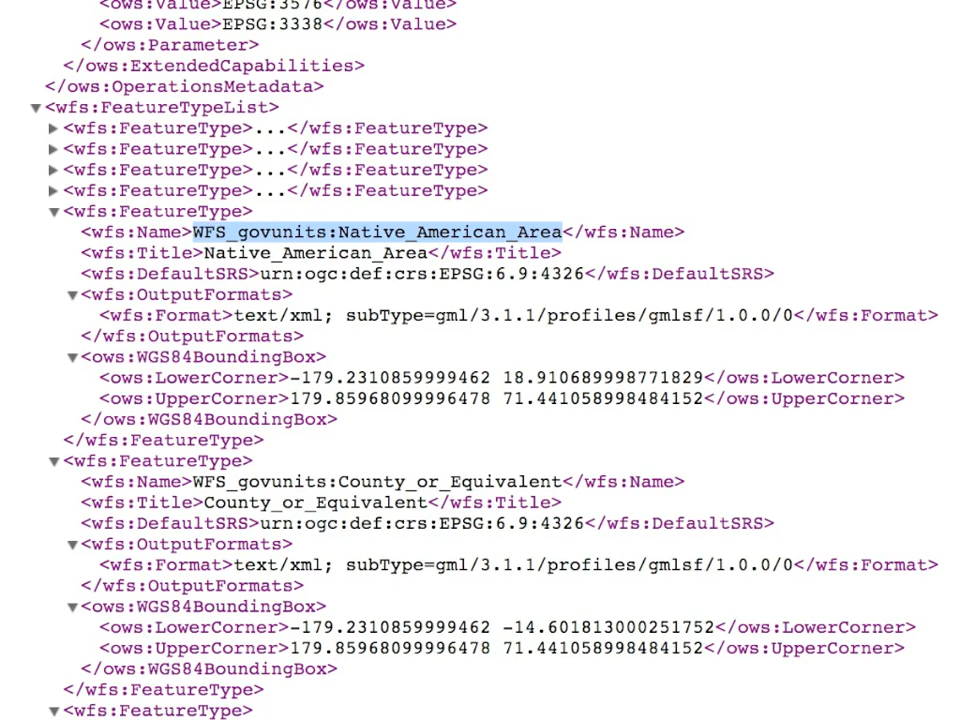 <ows:Value>EPSG:3576</ows:Value>
<ows:Value>EPSG:3338</ows:Value>
</ows:Parameter>
</ows:ExtendedCapabilities>
</ows:OperationsMetadata>
▼<wfs:FeatureTypeList>
▶<wfs:FeatureType>...</wfs:FeatureType>
▶<wfs:FeatureType>...</wfs:FeatureType>
▶<wfs:FeatureType>...</wfs:FeatureType>
▶<wfs:FeatureType>...</wfs:FeatureType>
▼<wfs:FeatureType>
<wfs:Name>WFS_govunits:Native_American_Area</wfs:Name>
<wfs:Title>Native_American_Area</wfs:Title>
<wfs:DefaultSRS>urn:ogc:def:crs:EPSG:6.9:4326</wfs:DefaultSRS>
▼<wfs:OutputFormats>
<wfs:Format>text/xml; subType=gml/3.1.1/profiles/gmlsf/1.0.0/0</wfs:Format>
</wfs:OutputFormats>
▼<ows:WGS84BoundingBox>
<ows:LowerCorner>-179.2310859999462 18.910689998771829</ows:LowerCorner>
<ows:UpperCorner>179.85968099996478 71.441058998484152</ows:UpperCorner>
</ows:WGS84BoundingBox>
</wfs:FeatureType>
▼<wfs:FeatureType>
<wfs:Name>WFS_govunits:County_or_Equivalent</wfs:Name>
<wfs:Title>County_or_Equivalent</wfs:Title>
<wfs:DefaultSRS>urn:ogc:def:crs:EPSG:6.9:4326</wfs:DefaultSRS>
▼<wfs:OutputFormats>
<wfs:Format>text/xml; subType=gml/3.1.1/profiles/gmlsf/1.0.0/0</wfs:Format>
</wfs:OutputFormats>
▼<ows:WGS84BoundingBox>
<ows:LowerCorner>-179.2310859999462 -14.601813000251752</ows:LowerCorner>
<ows:UpperCorner>179.85968099996478 71.441058998484152</ows:UpperCorner>
</ows:WGS84BoundingBox>
</wfs:FeatureType>
▼<wfs:FeatureType>